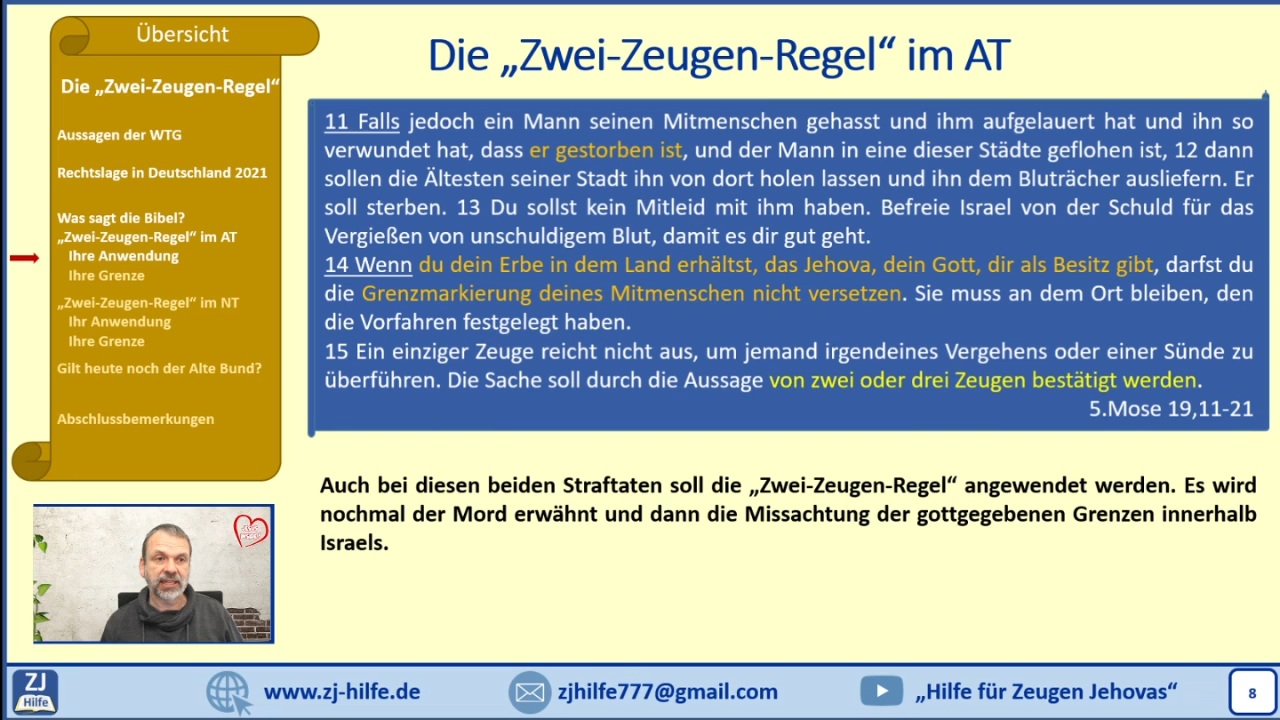 Übersicht
Die „Zwei-Zeugen-Regel“
Aussagen der WTG
Rechtslage in Deutschland 2021
Was sagt die Bibel?
„Zwei-Zeugen-Regel“ im AT
Ihre Anwendung
Ihre Grenze
„Zwei-Zeugen-Regel“ im NT
Ihr Anwendung
Ihre Grenze
Gilt heute noch der Alte Bund?
Abschlussbemerkungen
Die „Zwei-Zeugen-Regel“ im AT
11 Falls jedoch ein Mann seinen Mitmenschen gehasst und ihm aufgelauert hat und ihn so
verwundet hat, dass er gestorben ist, und der Mann in eine dieser Städte geflohen ist, 12 dann
sollen die Ältesten seiner Stadt ihn von dort holen lassen und ihn dem Bluträcher ausliefern. Er
soll sterben. 13 Du sollst kein Mitleid mit ihm haben. Befreie Israel von der Schuld für das
Vergießen von unschuldigem Blut, damit es dir gut geht.
14 Wenn du dein Erbe in dem Land erhältst, das Jehova, dein Gott, dir als Besitz gibt, darfst du
die Grenzmarkierung deines Mitmenschen nicht versetzen. Sie muss an dem Ort bleiben, den
die Vorfahren festgelegt haben.
15 Ein einziger Zeuge reicht nicht aus, um jemand irgendeines Vergehens oder einer Sünde zu
überführen. Die Sache soll durch die Aussage von zwei oder drei Zeugen bestätigt werden.
5.Mose 19,11-21
Auch bei diesen beiden Straftaten soll die „Zwei-Zeugen-Regel“ angewendet werden. Es wird
nochmal der Mord erwähnt und dann die Missachtung der gottgegebenen Grenzen innerhalb
Israels.
ZJ
Hilfe
www.zj-hilfe.de
zjhilfe777@gmail.com
„Hilfe für Zeugen Jehovas“
8